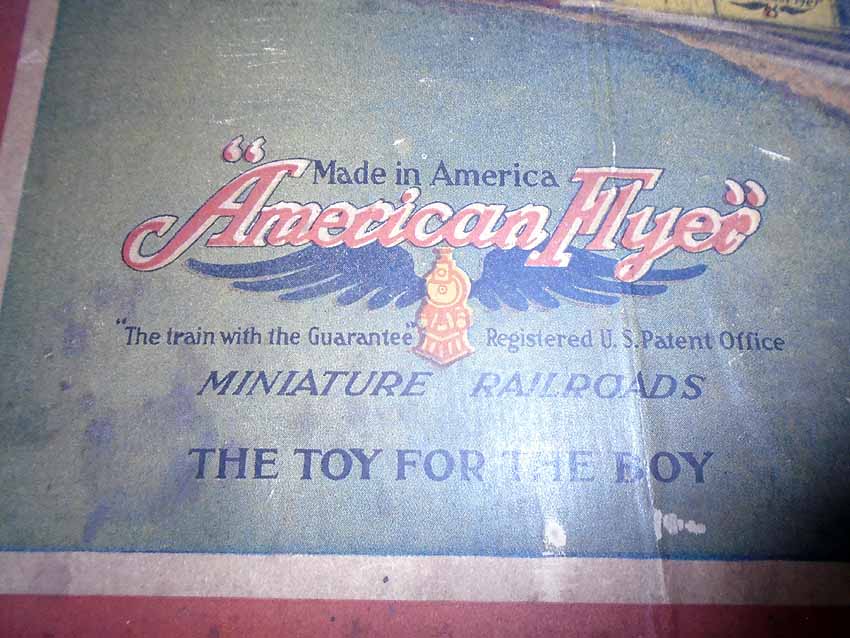 Made in America
"American Flyer"
"The train with the Guarantee" Registered U. S. Patent Office
MINIATURE RAILROADS
THE TOY FOR THE BOY